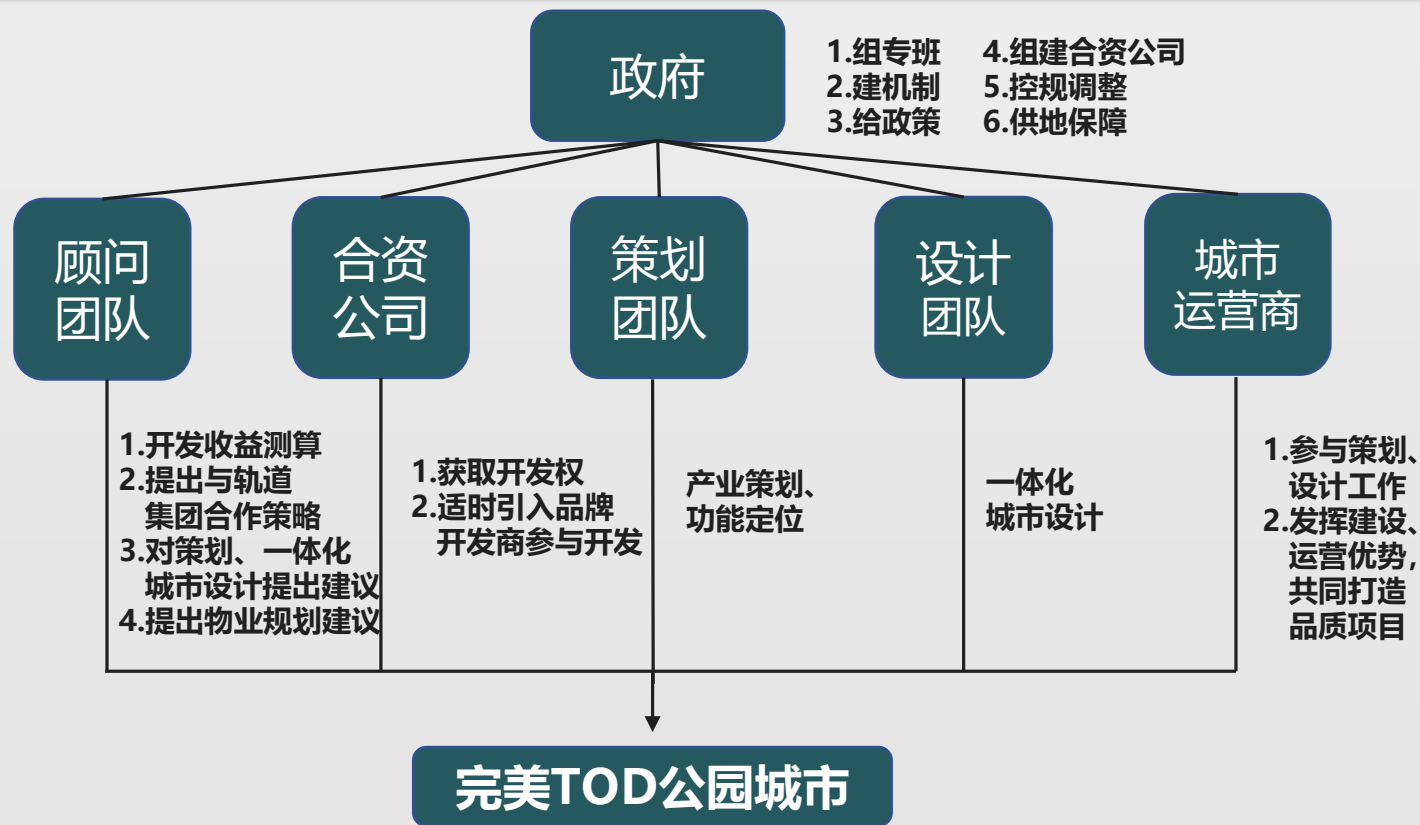 政府
1.组专班
2.建机制
3.给政策
4.组建合资公司
5.控规调整
6.供地保障
顾问
团队
合资
公司
策划
团队
设计
团队
城市
运营商
1.开发收益测算
2.提出与轨道
集团合作策略
3.对策划、一体化
城市设计提出建议
4.提出物业规划建议
1.获取开发权
2.适时引入品牌
开发商参与开发
产业策划、
功能定位
一体化
城市设计
1.参与策划、
设计工作
2.发挥建设、
运营优势，
共同打造
品质项目
完美TOD公园城市